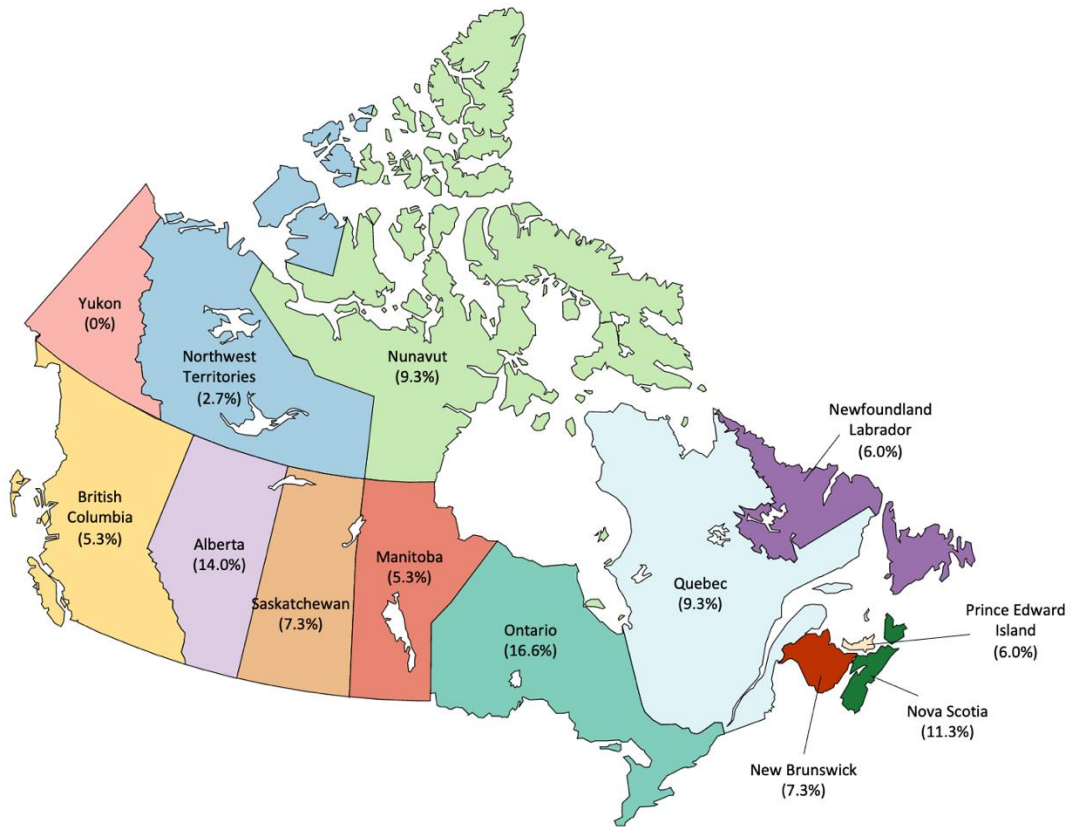 Yukon
(0%)
Northwest
Territories
(2.7%)
Nunavut
(9.3%)
Newfoundland
Labrador
(6.0%)
British
Columbia
(5.3%)
Alberta
(14.0%)
Saskatchewan
(7.3%)
Manitoba
(5.3%)
Ontario
(16.6%)
Quebec
(9.3%)
Prince Edward
Island
(6.0%)
Nova Scotia
(11.3%)
New Brunswick
(7.3%)